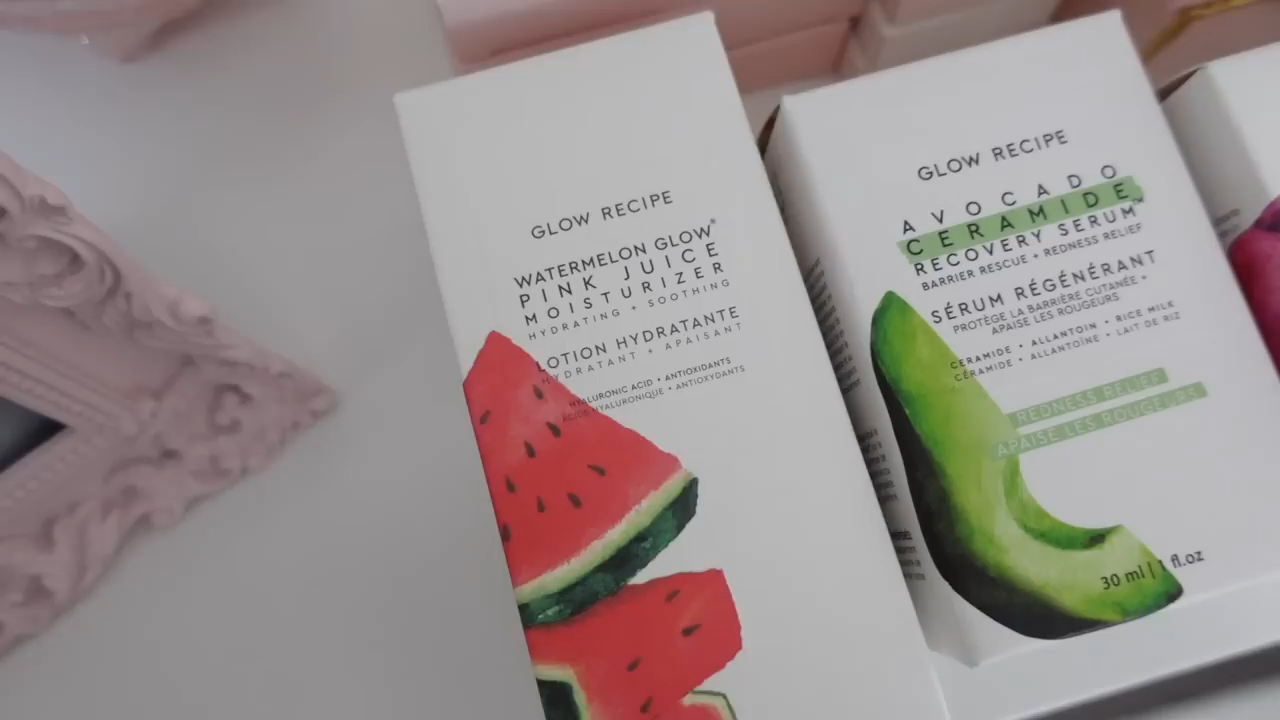 GLOW RECIPE
WATERMELON GLOW®
PINK JUICE
MOISTURIZER
HYDRATING + SOOTHING
LOTION HYDRATANTE
HYDRATANT + APAISANT
HYALURONIC ACID • ANTIOXIDANTS
ACIDE HYALURONIQUE • ANTIOXYDANTS
GLOW RECIPE
AVOCADO
CERAMIDE
RECOVERY SERUM™
BARRIER RESCUE + REDNESS RELIEF
SÉRUM RÉGÉNÉRANT
PROTÈGE LA BARRIÈRE CUTANÉE +
APAISE LES ROUGEURS
CERAMIDE • ALLANTOIN • RICE MILK
CÉRAMIDE • ALLANTOÏNE • LAIT DE RIZ
REDNESS RELIEF
APAISE LES ROUGEURS
30 ml | 1 fl.oz